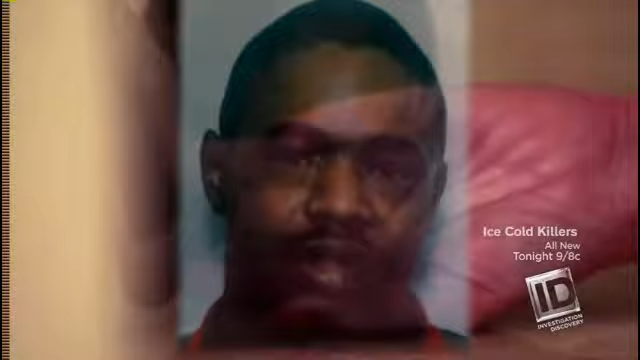 Ice Cold Killers
All New
Tonight 9/8c
ID
INVESTIGATION
DISCOVERY